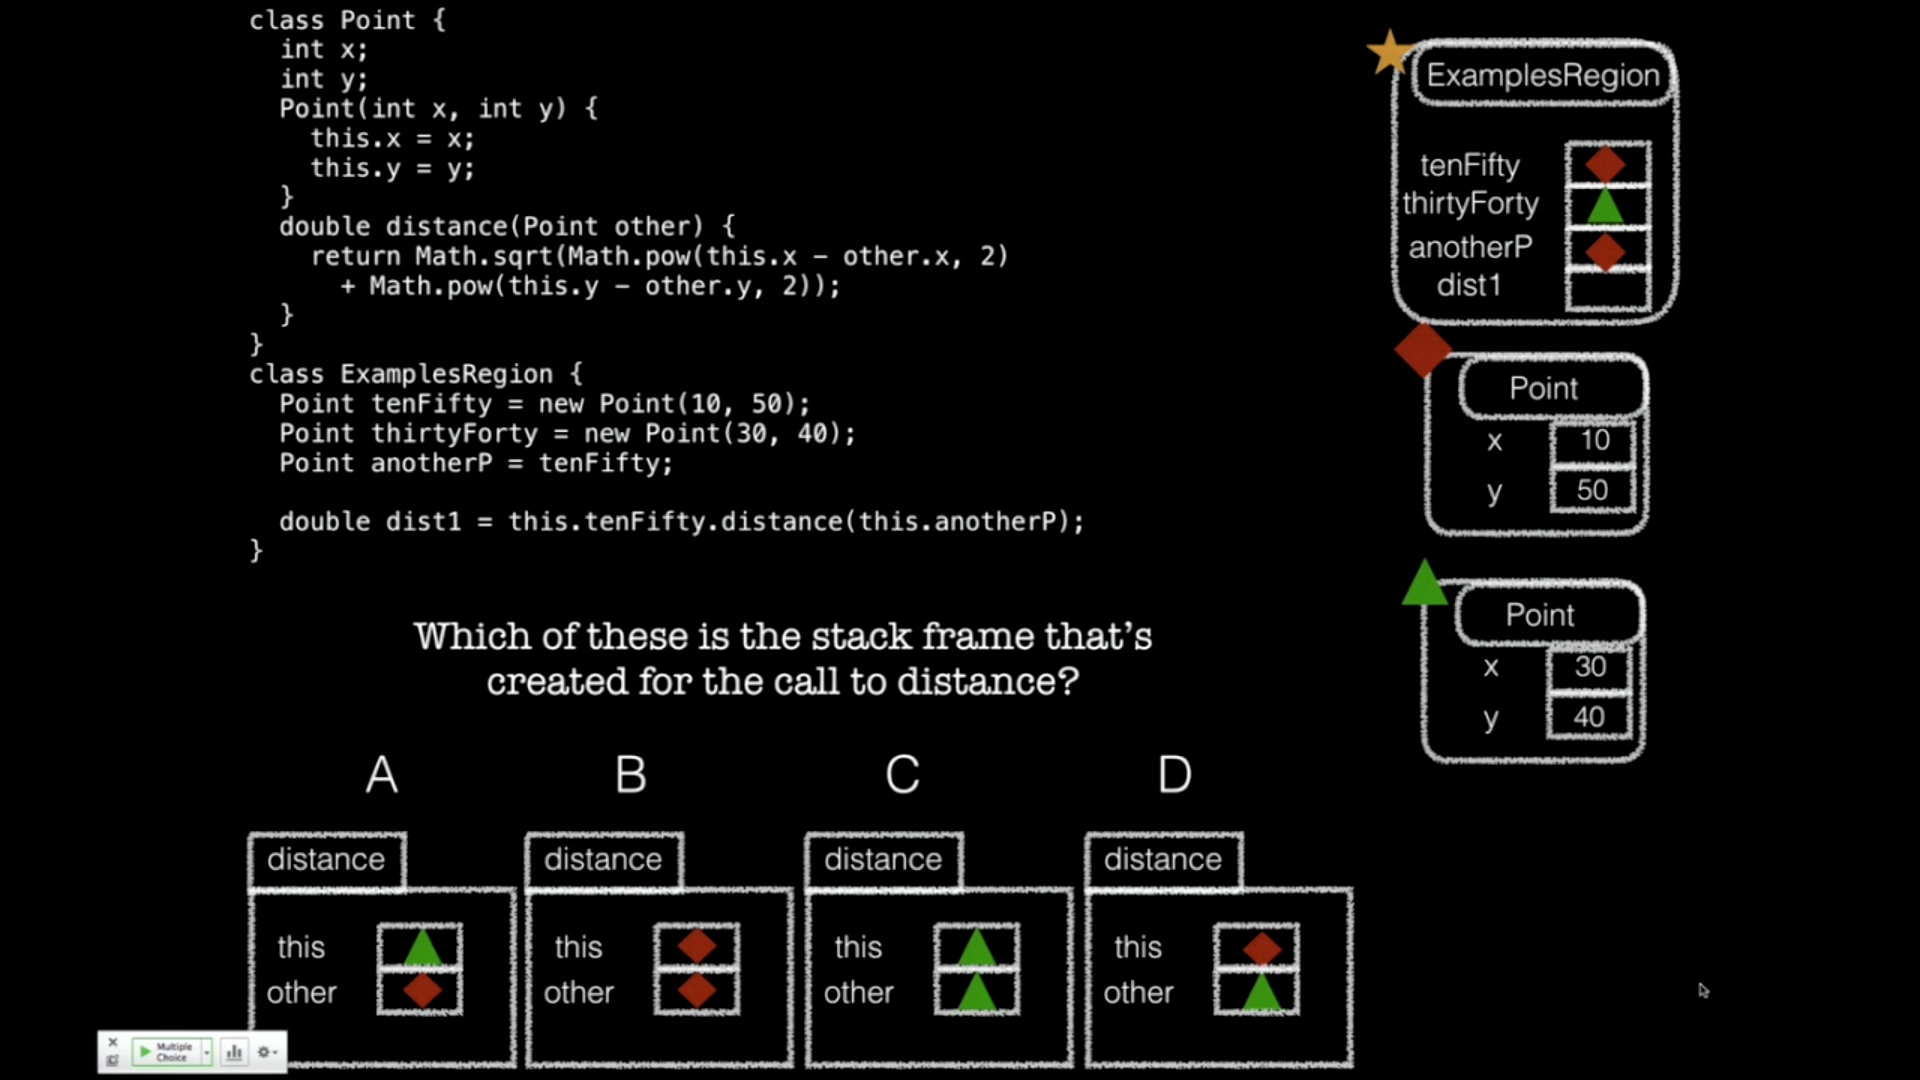 class Point {
int x;
int y;
Point(int x, int y) {
this.x = x;
this.y = y;
}
double distance(Point other) {
return Math.sqrt(Math.pow(this.x - other.x, 2)
+ Math.pow(this.y - other.y, 2));
}
}
class ExamplesRegion {
Point tenFifty = new Point(10, 50);
Point thirtyForty = new Point(30, 40);
Point anotherP = tenFifty;
double dist1 = this.tenFifty.distance(this.anotherP);
}
Which of these is the stack frame that's
created for the call to distance?
A
B
C
D
distance
this
other
distance
this
other
distance
this
other
distance
this
other
ExamplesRegion
tenFifty
thirtyForty
anotherP
dist1
Point
x 10
y 50
Point
x 30
y 40
Multiple
Choice